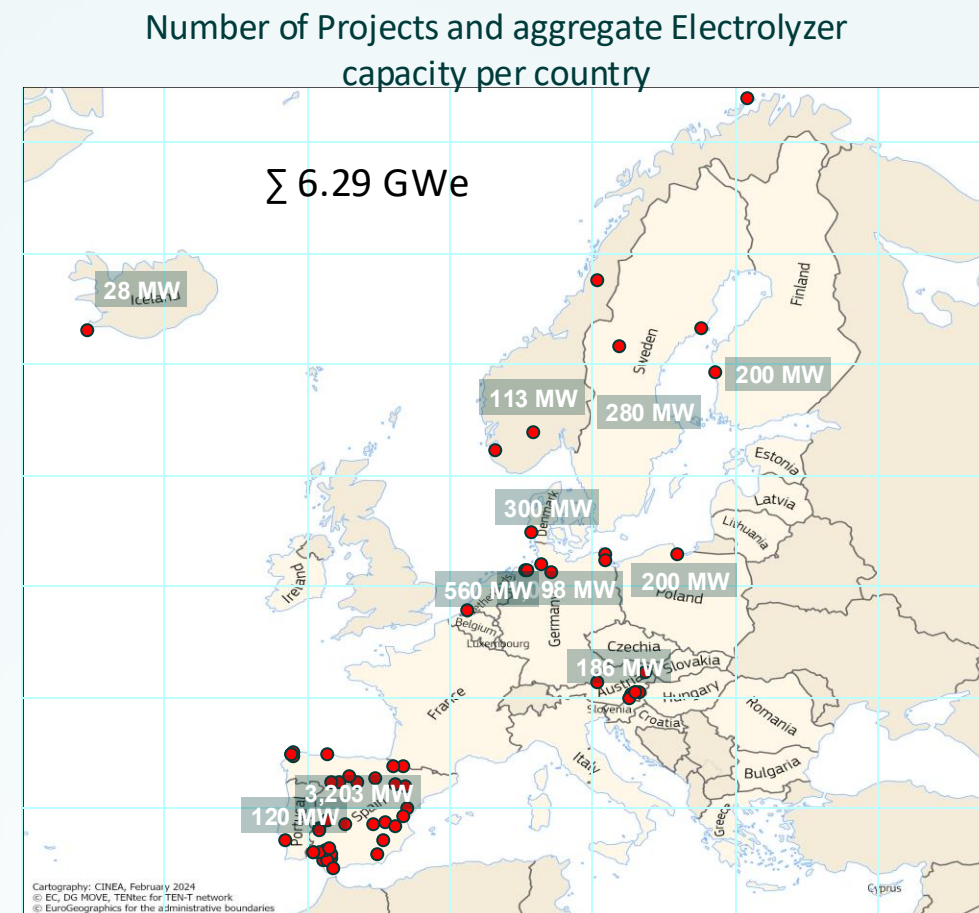 Number of Projects and aggregate Electrolyzer
capacity per country
∑ 6.29 GWe
28 MW
Iceland
Finland
Sweden
200 MW
113 MW
280 MW
Estonia
Latvia
300 MW
Denmark
Lithuania
Ireland
560 MW
098 MW
200 MW
Poland
Germany
Belgium
Luxembourg
Czechia
186 MW
Slovakia
Austria
Hungary
Slovenia
Croatia
France
Romania
Italy
Bulgaria
3,203 MW
Spain
120 MW
Portugal
Greece
Cyprus
Cartography: CINEA, February 2024
© EC, DG MOVE, TENtec for TEN-T network
© EuroGeographics for the administrative boundaries